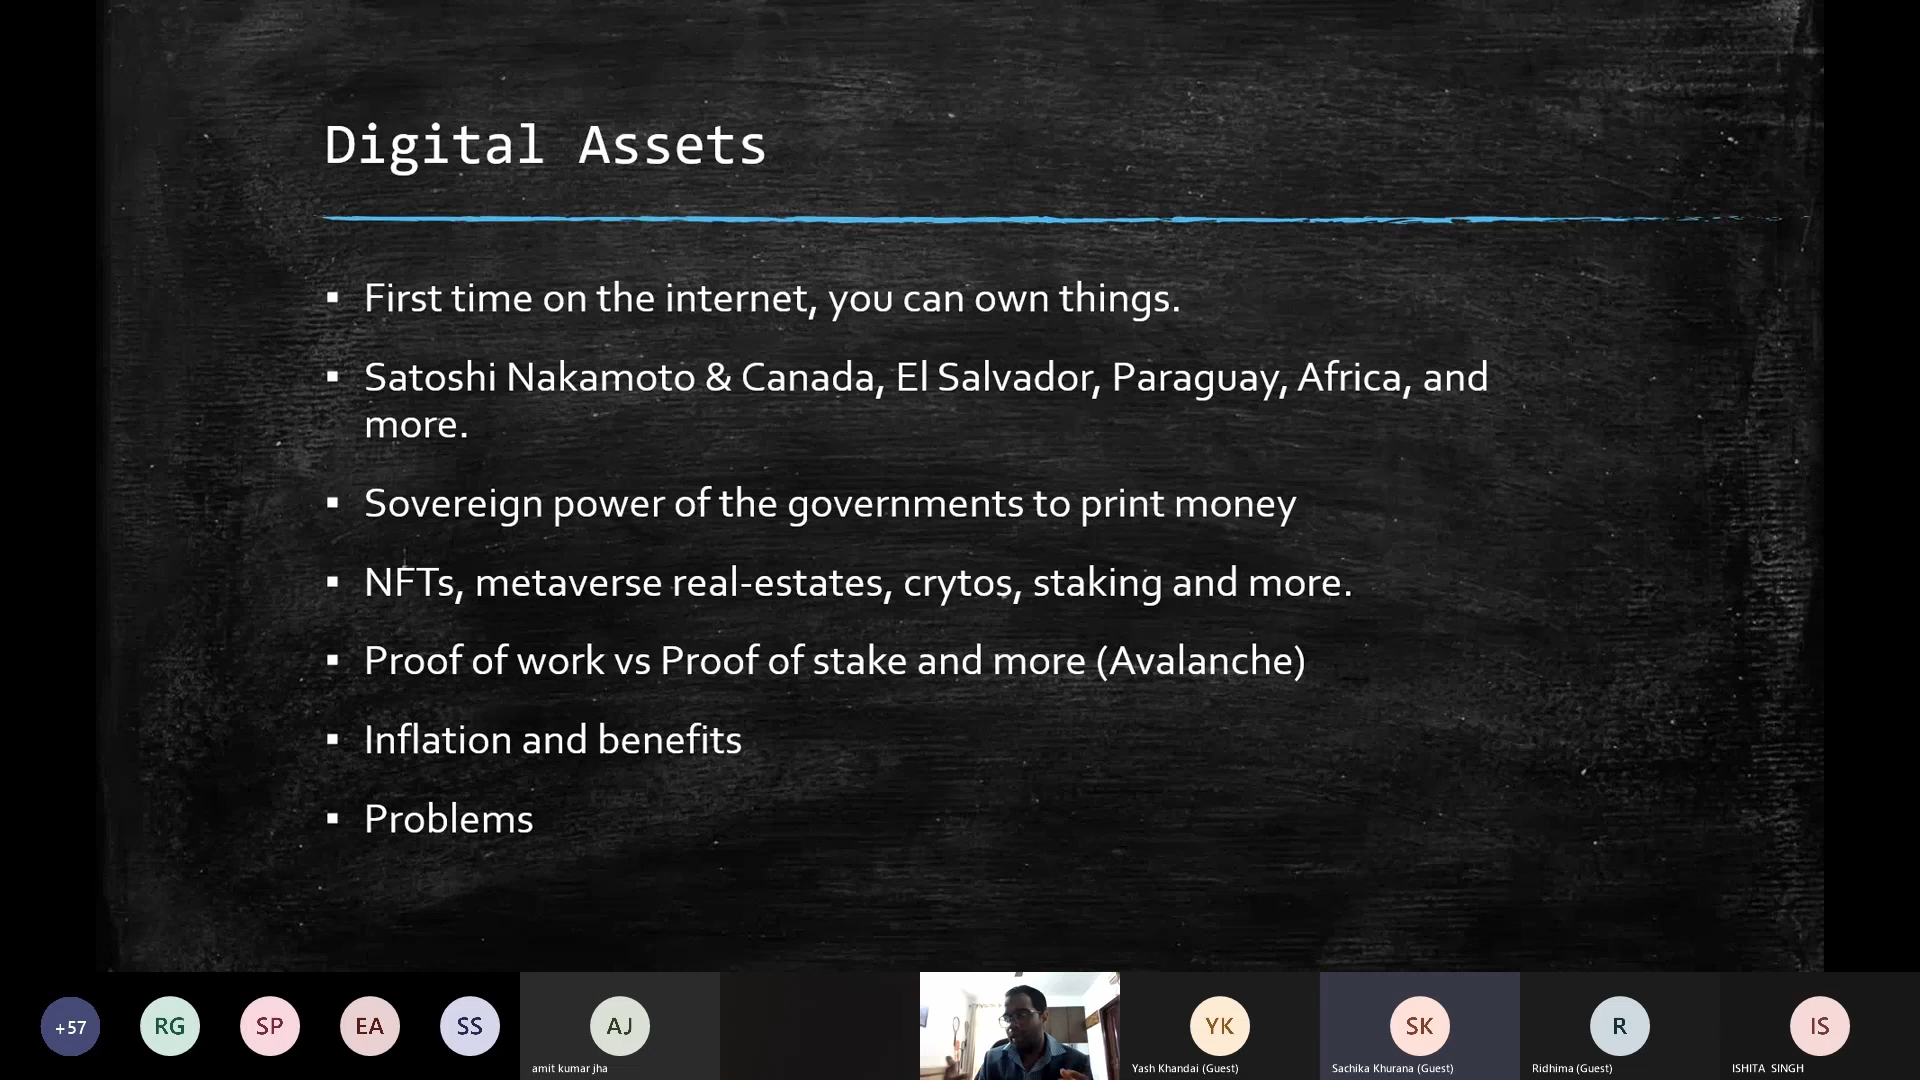 Digital Assets
▪ First time on the internet, you can own things.
▪ Satoshi Nakamoto & Canada, El Salvador, Paraguay, Africa, and
more.
▪ Sovereign power of the governments to print money
▪ NFTs, metaverse real-estates, crytos, staking and more.
▪ Proof of work vs Proof of stake and more (Avalanche)
▪ Inflation and benefits
▪ Problems
+57 RG SP EA SS AJ YK SK R IS
amit kumar jha Yash Khandai (Guest) Sachika Khurana (Guest) Ridhima (Guest) ISHITA SINGH